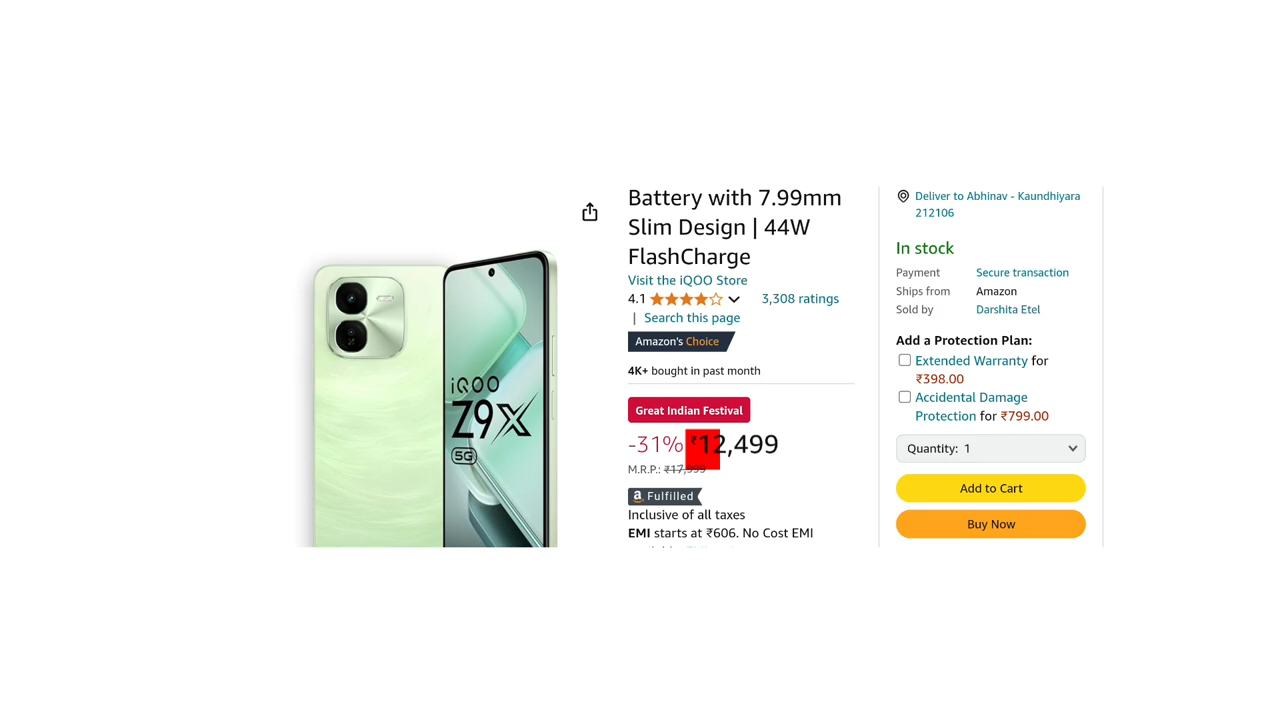 iQOO
Z9X
5G
Battery with 7.99mm
Slim Design | 44W
FlashCharge
Visit the iQOO Store
4.1 3,308 ratings
| Search this page
Amazon's Choice
4K+ bought in past month
Great Indian Festival
-31% ₹12,499
M.R.P.: ₹17,999
a Fulfilled
Inclusive of all taxes
EMI starts at ₹606. No Cost EMI
Deliver to Abhinav - Kaundhiyara
212106
In stock
Payment Secure transaction
Ships from Amazon
Sold by Darshita Etel
Add a Protection Plan:
Extended Warranty for
₹398.00
Accidental Damage
Protection for ₹799.00
Quantity: 1
Add to Cart
Buy Now